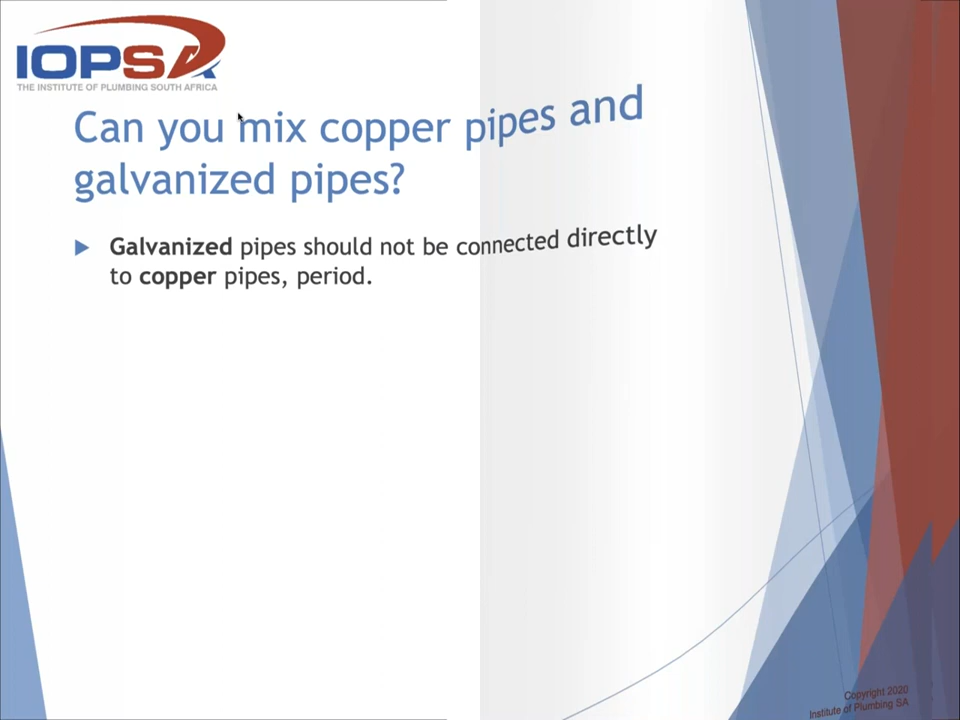 IOPSA
THE INSTITUTE OF PLUMBING SOUTH AFRICA
Can you mix copper pipes and
galvanized pipes?
Galvanized pipes should not be connected directly
to copper pipes, period.
Copyright 2020
Institute of Plumbing SA